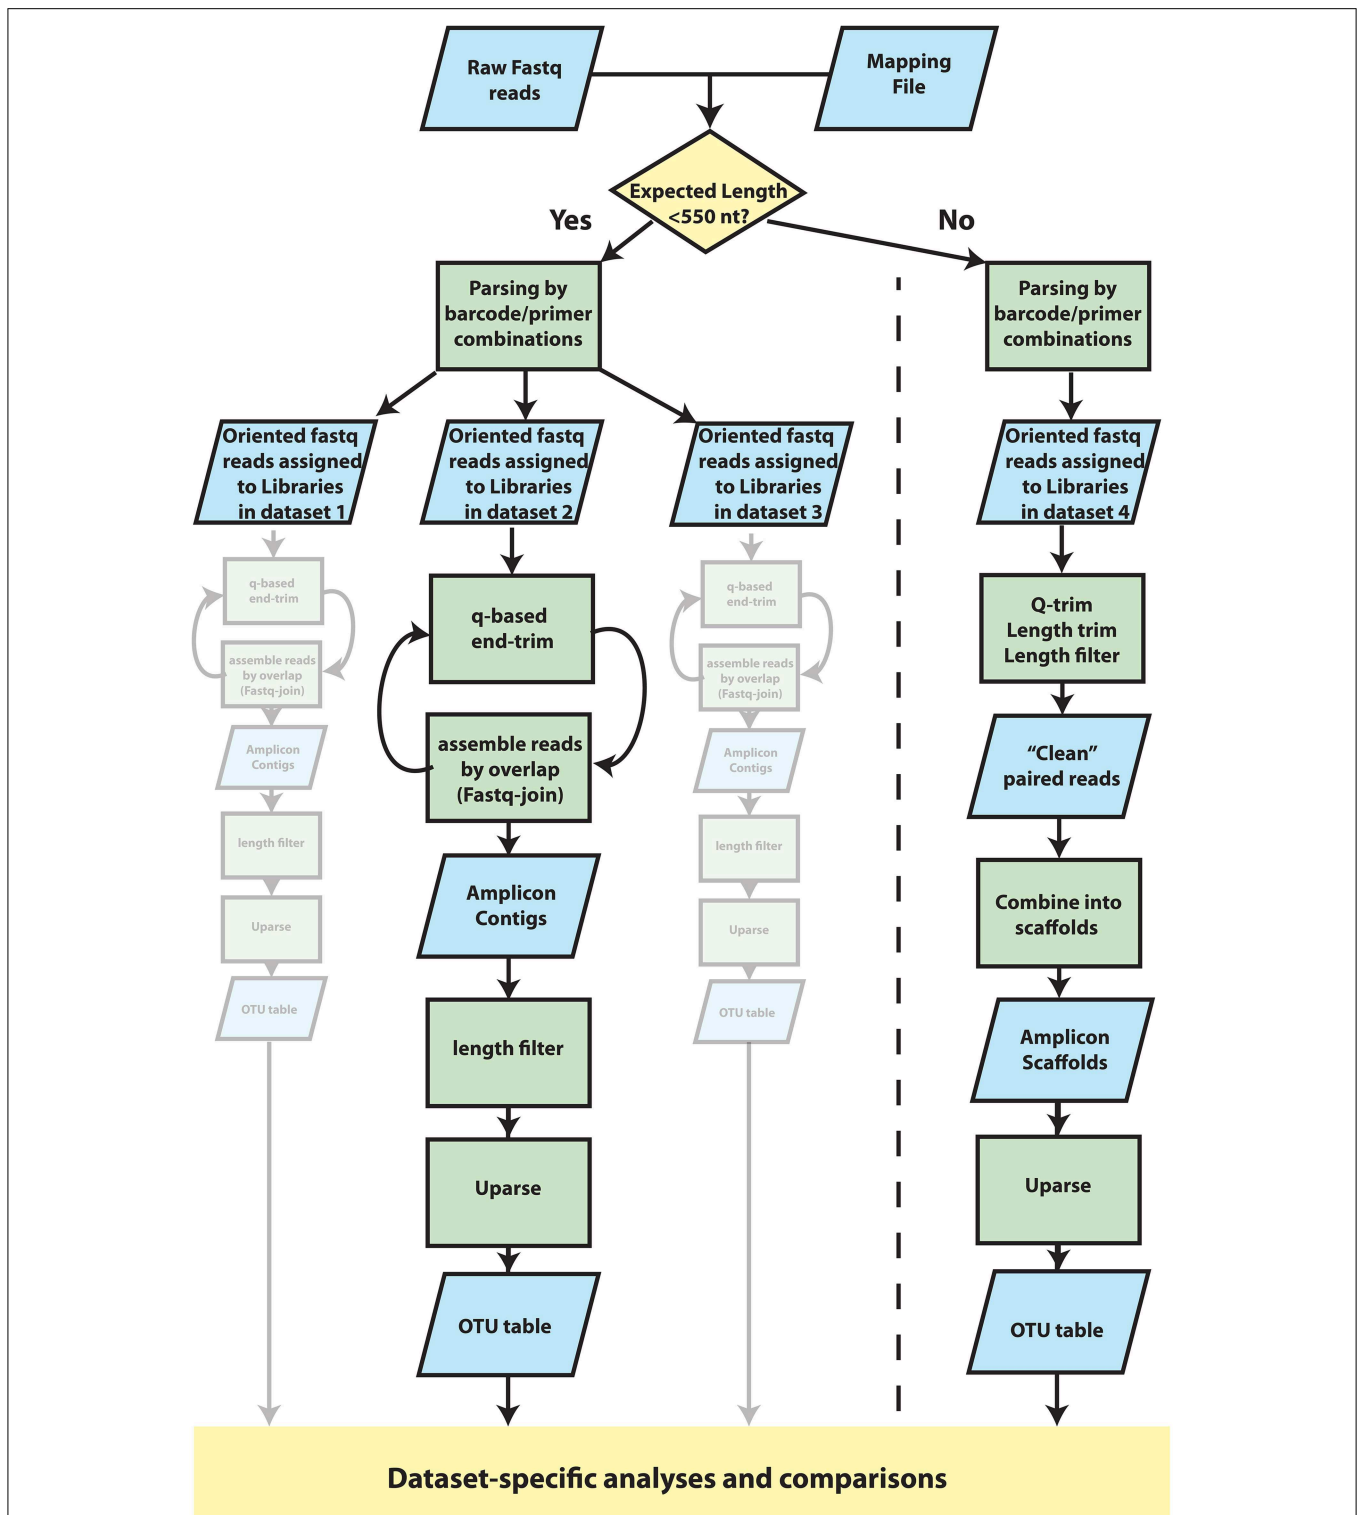 Raw Fastq
reads
Mapping
File
Expected Length
<550 nt?
Yes
No
Parsing by
barcode/primer
combinations
Parsing by
barcode/primer
combinations
Oriented fastq
reads assigned
to Libraries
in dataset 1
Oriented fastq
reads assigned
to Libraries
in dataset 2
Oriented fastq
reads assigned
to Libraries
in dataset 3
Oriented fastq
reads assigned
to Libraries
in dataset 4
q-based
end-trim
assemble reads
by overlap
(Fastq-join)
Amplicon
Contigs
length filter
Uparse
OTU table
q-based
end-trim
assemble reads
by overlap
(Fastq-join)
Amplicon
Contigs
length filter
Uparse
OTU table
q-based
end-trim
assemble reads
by overlap
(Fastq-join)
Amplicon
Contigs
length filter
Uparse
OTU table
Q-trim
Length trim
Length filter
“Clean”
paired reads
Combine into
scaffolds
Amplicon
Scaffolds
Uparse
OTU table
Dataset-specific analyses and comparisons